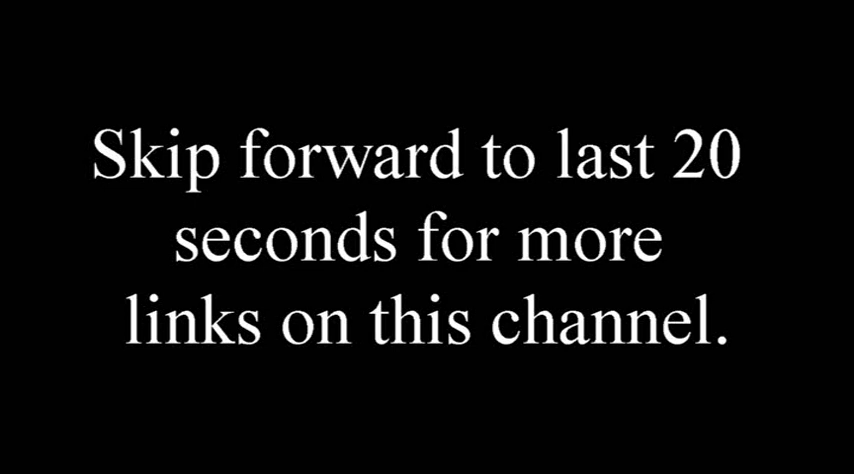 Skip forward to last 20
seconds for more
links on this channel.